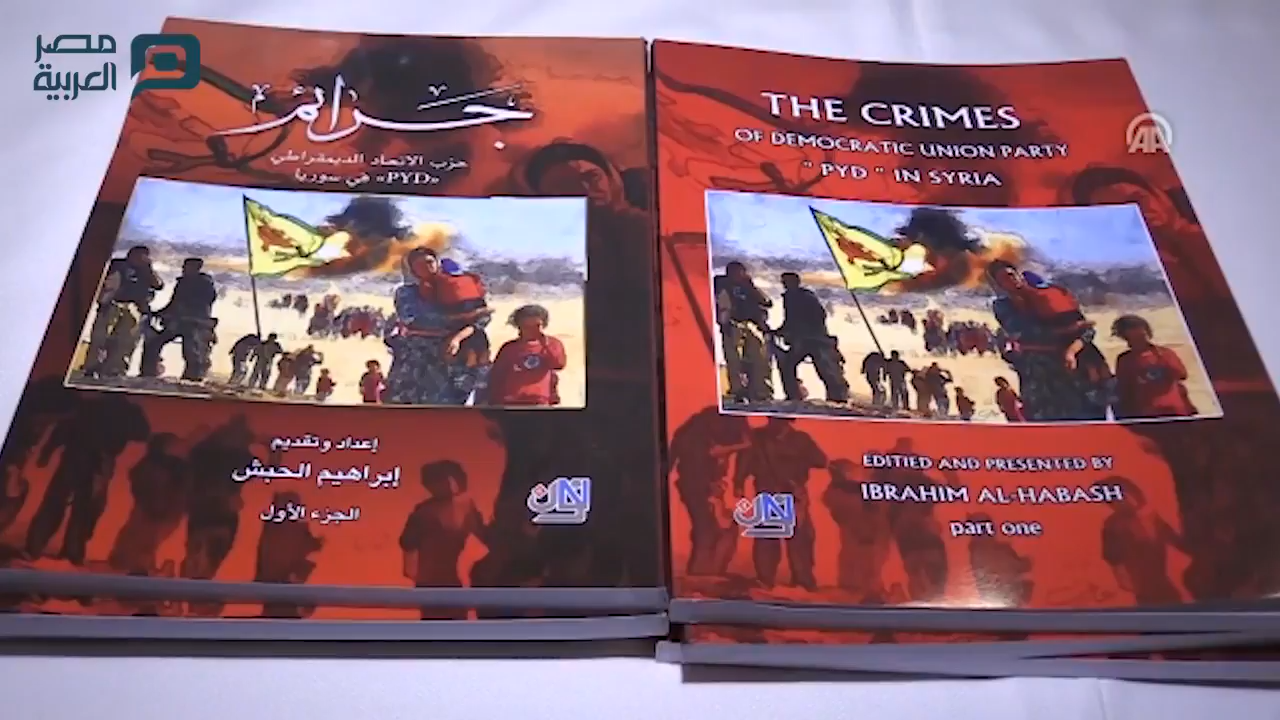 مصر
العربية
جرائم
حزب الاتحاد الديمقراطي
«PYD» في سوريا
إعداد وتقديم
إبراهيم الحبش
الجزء الأول
THE CRIMES
OF DEMOCRATIC UNION PARTY
" PYD " IN SYRIA
AA
EDITIED AND PRESENTED BY
IBRAHIM AL-HABASH
part one